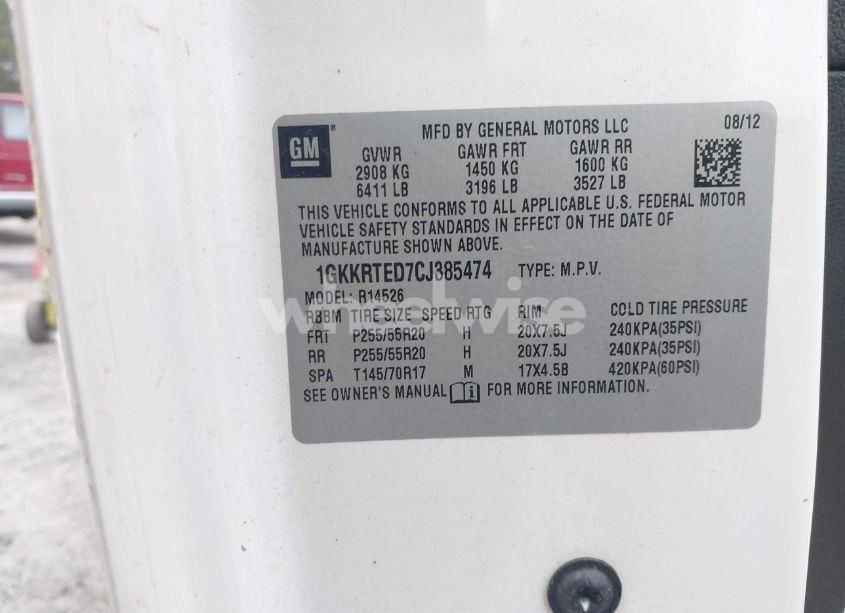 GM
MFD BY GENERAL MOTORS LLC 08/12
GVWR GAWR FRT GAWR RR
2908 KG 1450 KG 1600 KG
6411 LB 3196 LB 3527 LB
THIS VEHICLE CONFORMS TO ALL APPLICABLE U.S. FEDERAL MOTOR
VEHICLE SAFETY STANDARDS IN EFFECT ON THE DATE OF
MANUFACTURE SHOWN ABOVE.
1GKKRTED7CJ385474 TYPE: M.P.V.
MODEL: R14526
wheelwise
RBBM TIRE SIZE SPEED RTG RIM COLD TIRE PRESSURE
FRT P255/55R20 H 20X7.5J 240KPA(35PSI)
RR P255/55R20 H 20X7.5J 240KPA(35PSI)
SPA T145/70R17 M 17X4.5B 420KPA(60PSI)
SEE OWNER'S MANUAL i FOR MORE INFORMATION.